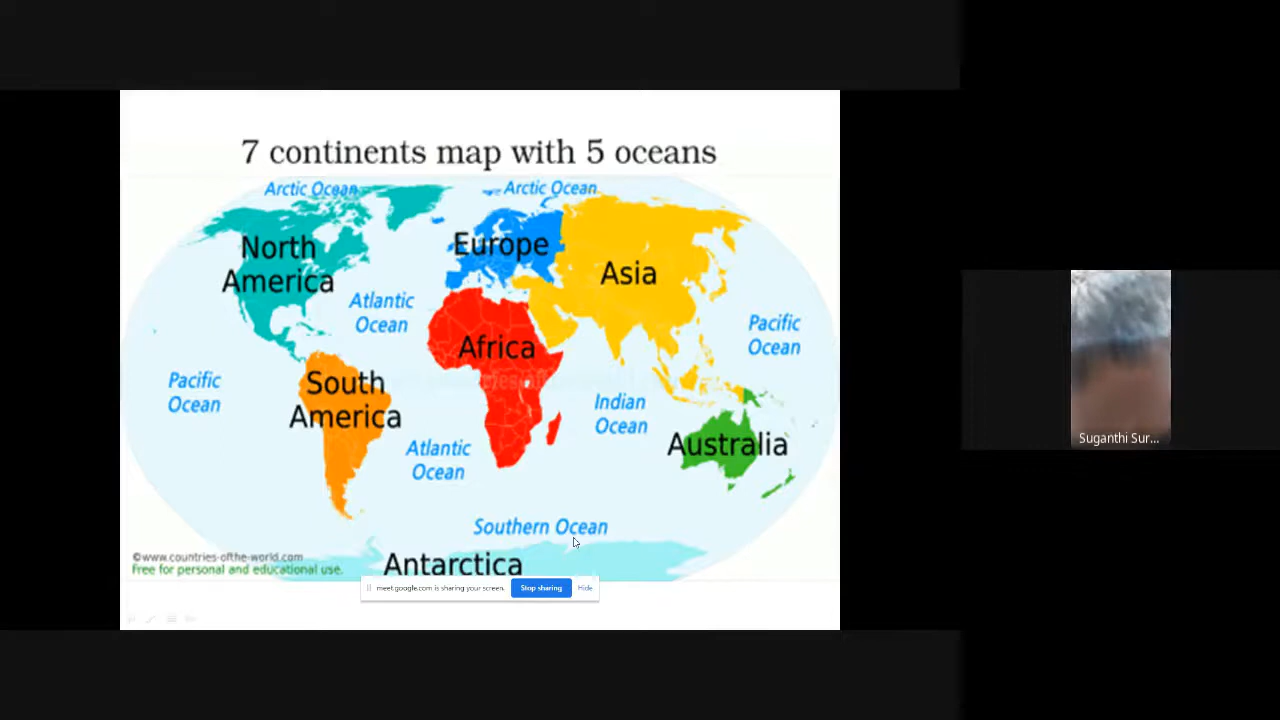 7 continents map with 5 oceans
Arctic Ocean
Arctic Ocean
North
America
Europe
Asia
Atlantic
Ocean
Pacific
Ocean
Africa
Pacific
Ocean
South
America
Indian
Ocean
Australia
Atlantic
Ocean
Southern Ocean
Antarctica
©www.countries-ofthe-world.com
Free for personal and educational use.
meet.google.com is sharing your screen.
Stop sharing
Hide
Suganthi Sur...